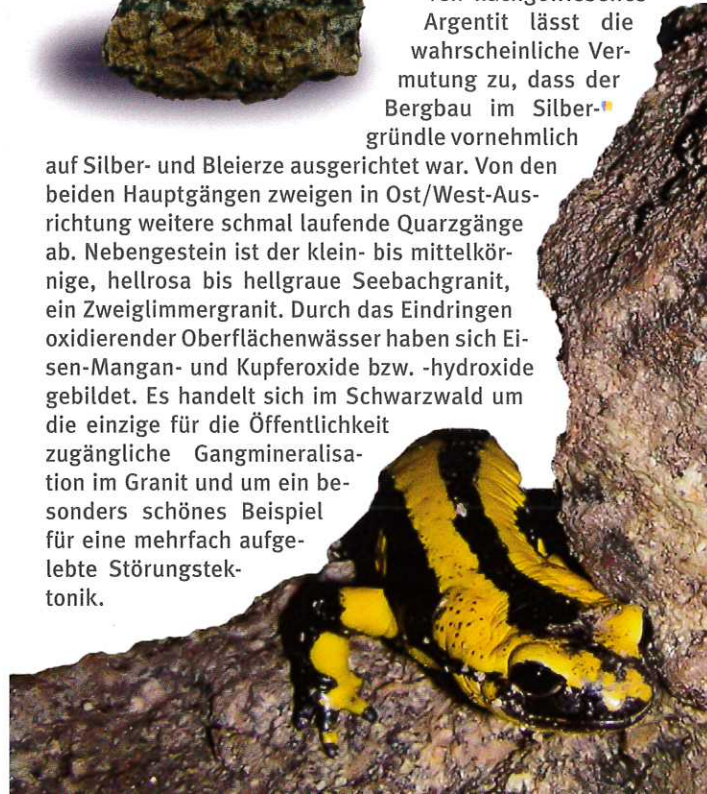 Argentit lässt die
wahrscheinliche Ver-
mutung zu, dass der
Bergbau im Silber-
gründle vornehmlich
auf Silber- und Bleierze ausgerichtet war. Von den
beiden Hauptgängen zweigen in Ost/West-Aus-
richtung weitere schmal laufende Quarzgänge
ab. Nebengestein ist der klein- bis mittelkör-
nige, hellrosa bis hellgraue Seebachgranit,
ein Zweiglimmergranit. Durch das Eindringen
oxidierender Oberflächenwässer haben sich Ei-
sen-Mangan- und Kupferoxide bzw. -hydroxide
gebildet. Es handelt sich im Schwarzwald um
die einzige für die Öffentlichkeit
zugängliche Gangmineralisa-
tion im Granit und um ein be-
sonders schönes Beispiel
für eine mehrfach aufge-
lebte Störungstek-
tonik.